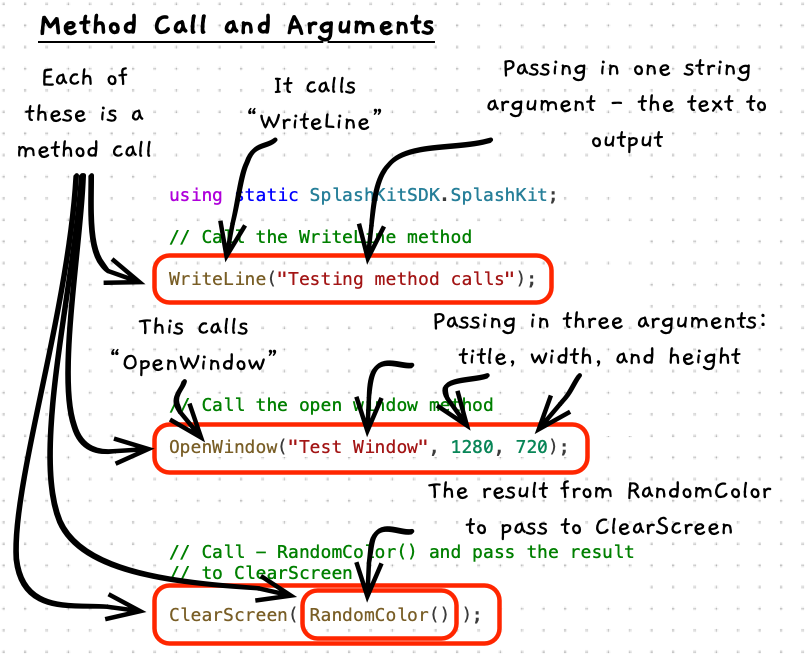 Method Call and Arguments
Each of
these is a
method call
It calls
“WriteLine”
Passing in one string
argument – the text to
output
using static SplashKitSDK.SplashKit;
// Call the WriteLine method
WriteLine("Testing method calls");
This calls
“OpenWindow”
Passing in three arguments:
title, width, and height
// Call the open window method
OpenWindow("Test Window", 1280, 720);
The result from RandomColor
to pass to ClearScreen
// Call – RandomColor() and pass the result
// to ClearScreen
ClearScreen( RandomColor() );